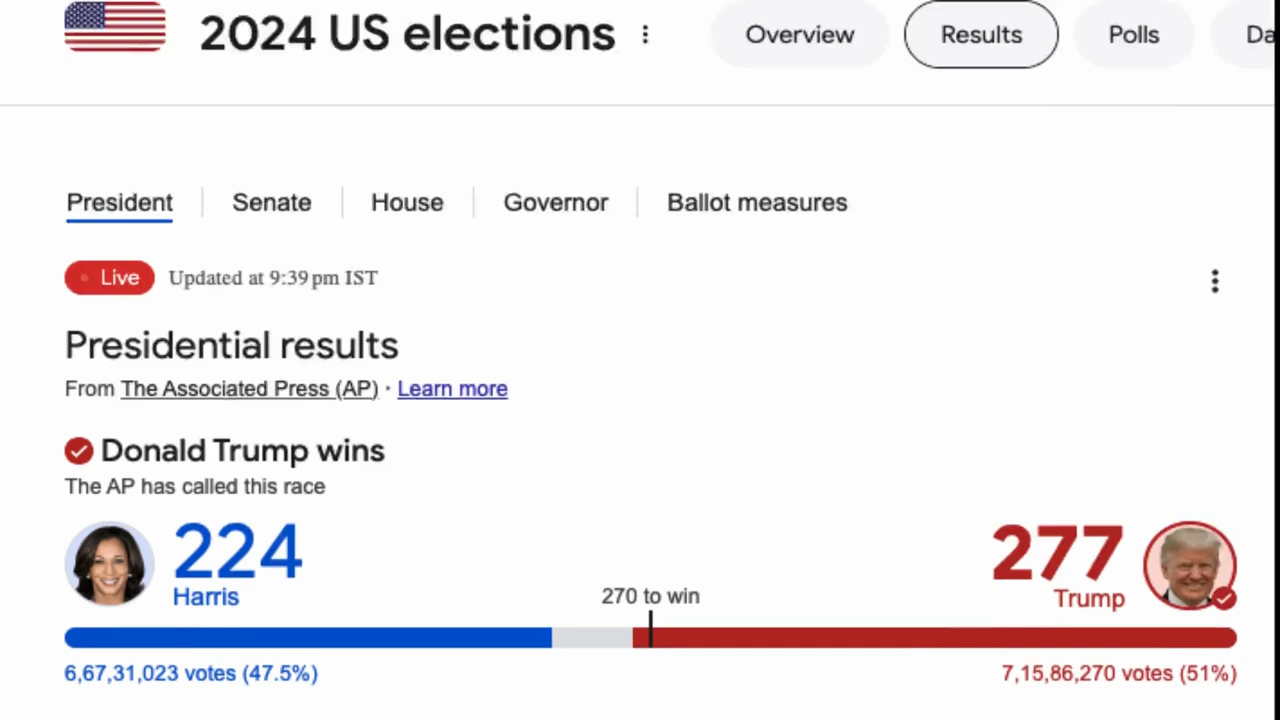 2024 US elections
Overview
Results
Polls
Da
President
Senate
House
Governor
Ballot measures
Live
Updated at 9:39 pm IST
Presidential results
From The Associated Press (AP) · Learn more
Donald Trump wins
The AP has called this race
224
Harris
277
Trump
270 to win
6,67,31,023 votes (47.5%)
7,15,86,270 votes (51%)